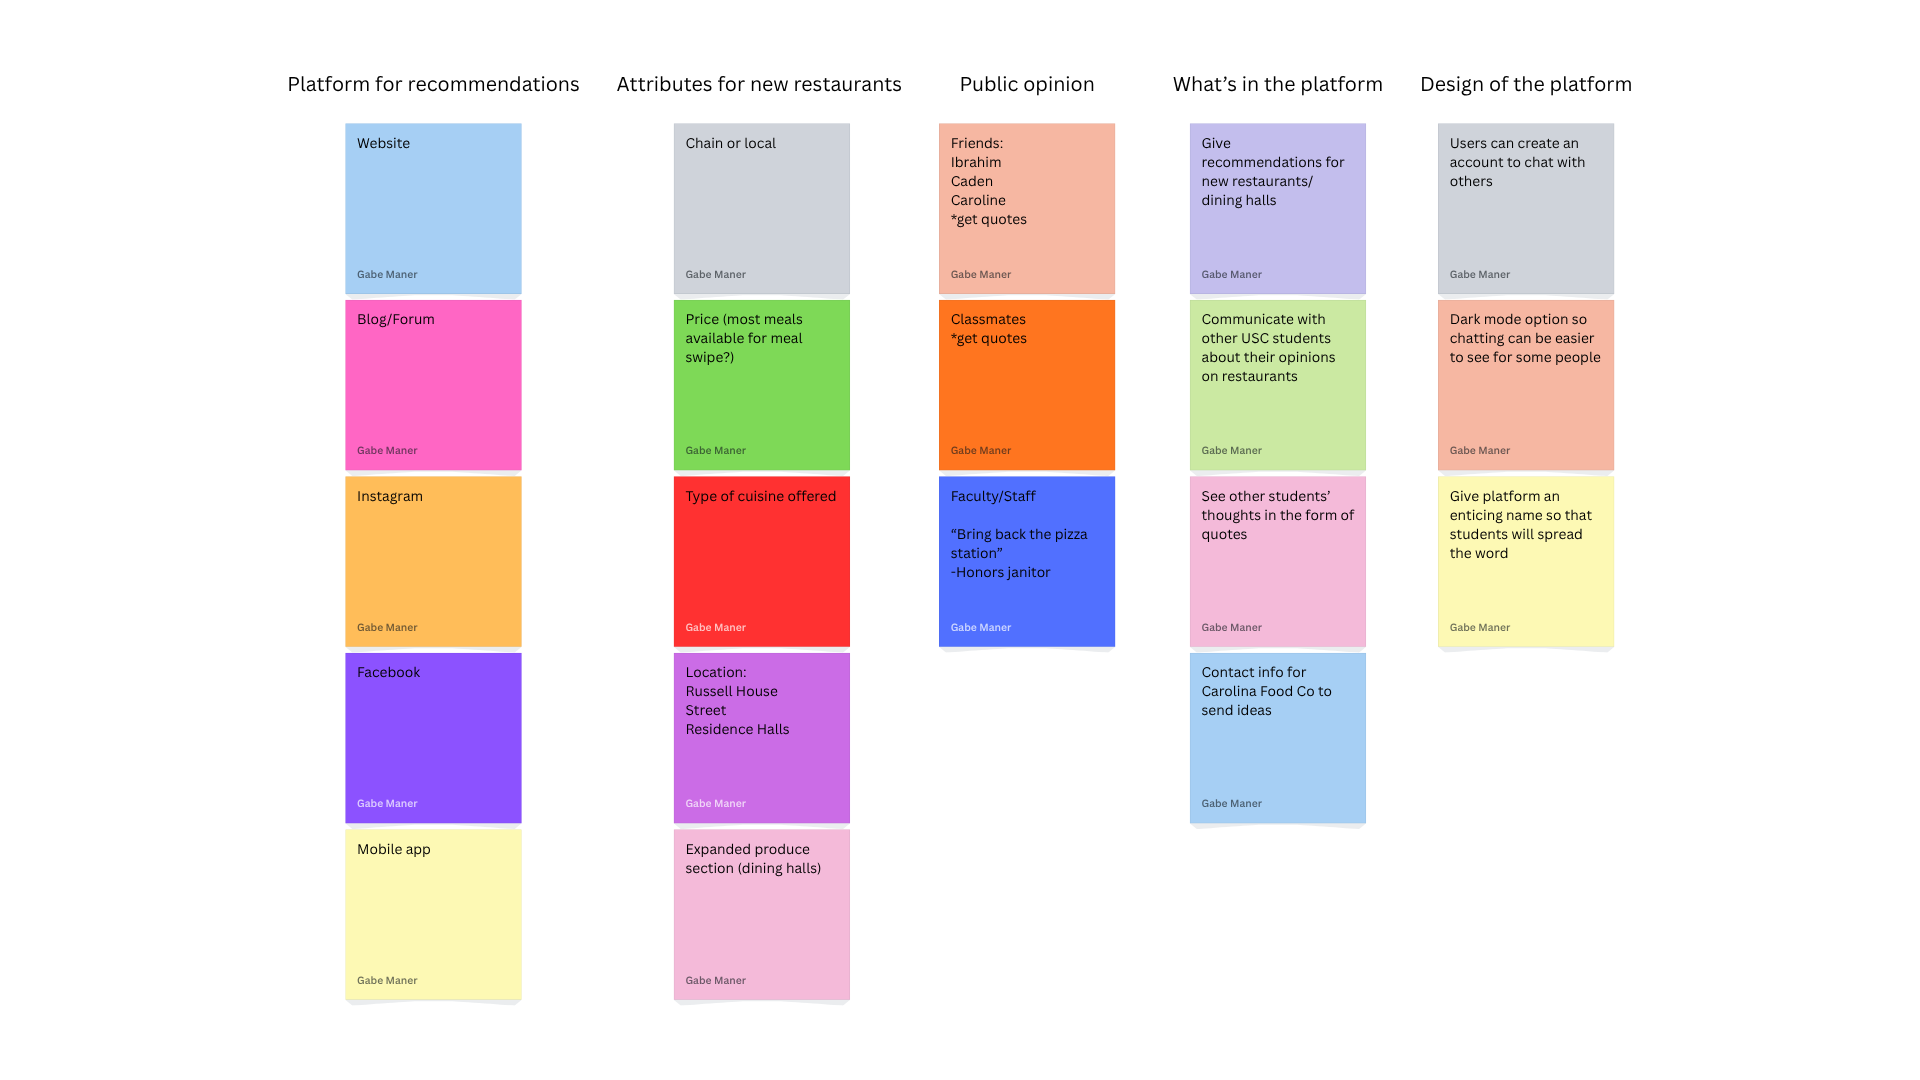 Platform for recommendations
Website
Gabe Maner
Blog/Forum
Gabe Maner
Instagram
Gabe Maner
Facebook
Gabe Maner
Mobile app
Gabe Maner
Attributes for new restaurants
Chain or local
Gabe Maner
Price (most meals
available for meal
swipe?)
Gabe Maner
Type of cuisine offered
Gabe Maner
Location:
Russell House
Street
Residence Halls
Gabe Maner
Expanded produce
section (dining halls)
Gabe Maner
Public opinion
Friends:
Ibrahim
Caden
Caroline
*get quotes
Gabe Maner
Classmates
*get quotes
Gabe Maner
Faculty/Staff
“Bring back the pizza
station”
-Honors janitor
Gabe Maner
What’s in the platform
Give
recommendations for
new restaurants/
dining halls
Gabe Maner
Communicate with
other USC students
about their opinions
on restaurants
Gabe Maner
See other students’
thoughts in the form of
quotes
Gabe Maner
Contact info for
Carolina Food Co to
send ideas
Gabe Maner
Design of the platform
Users can create an
account to chat with
others
Gabe Maner
Dark mode option so
chatting can be easier
to see for some people
Gabe Maner
Give platform an
enticing name so that
students will spread
the word
Gabe Maner